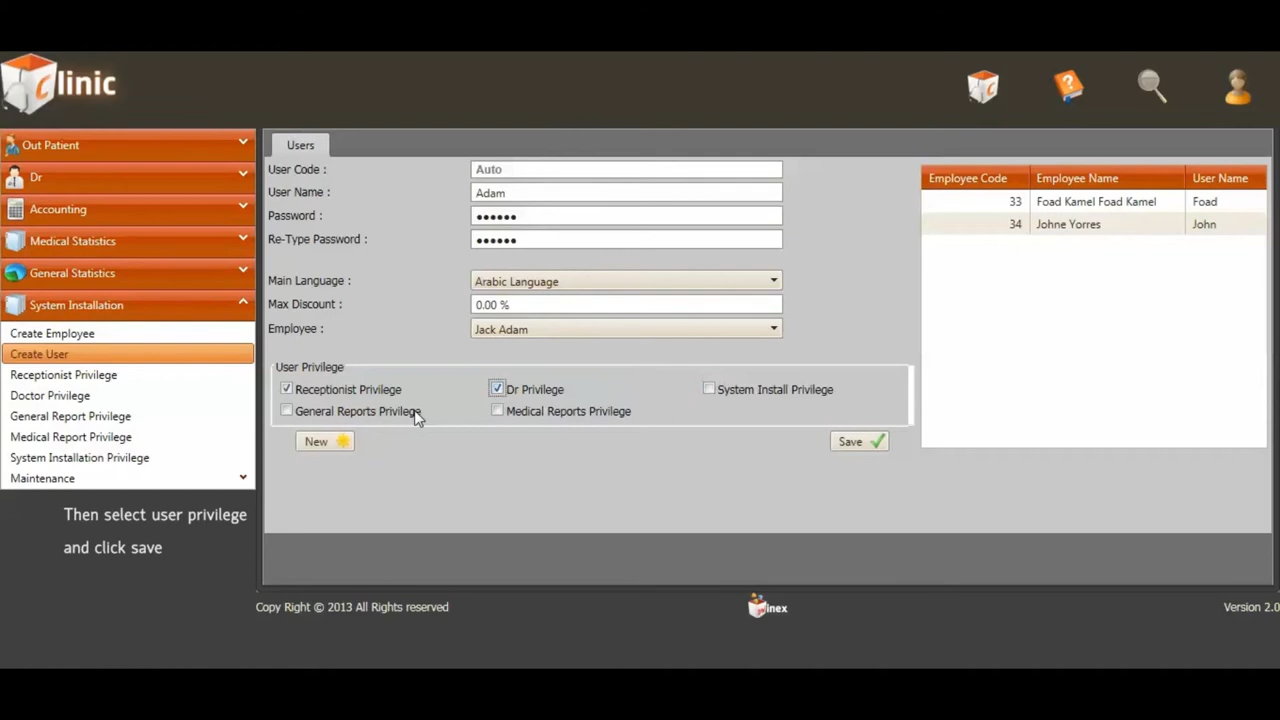 Clinic
Out Patient
Dr
Accounting
Medical Statistics
General Statistics
System Installation
Create Employee
Create User
Receptionist Privilege
Doctor Privilege
General Report Privilege
Medical Report Privilege
System Installation Privilege
Maintenance
Then select user privilege
and click save
Users
User Code : Auto
User Name : Adam
Password : ••••••
Re-Type Password : ••••••
Main Language : Arabic Language
Max Discount : 0.00 %
Employee : Jack Adam
User Privilege
Receptionist Privilege Dr Privilege System Install Privilege
General Reports Privilege Medical Reports Privilege
New Save
Employee Code Employee Name User Name
33 Foad Kamel Foad Kamel Foad
34 Johne Yorres John
Copy Right © 2013 All Rights reserved
inex
Version 2.0